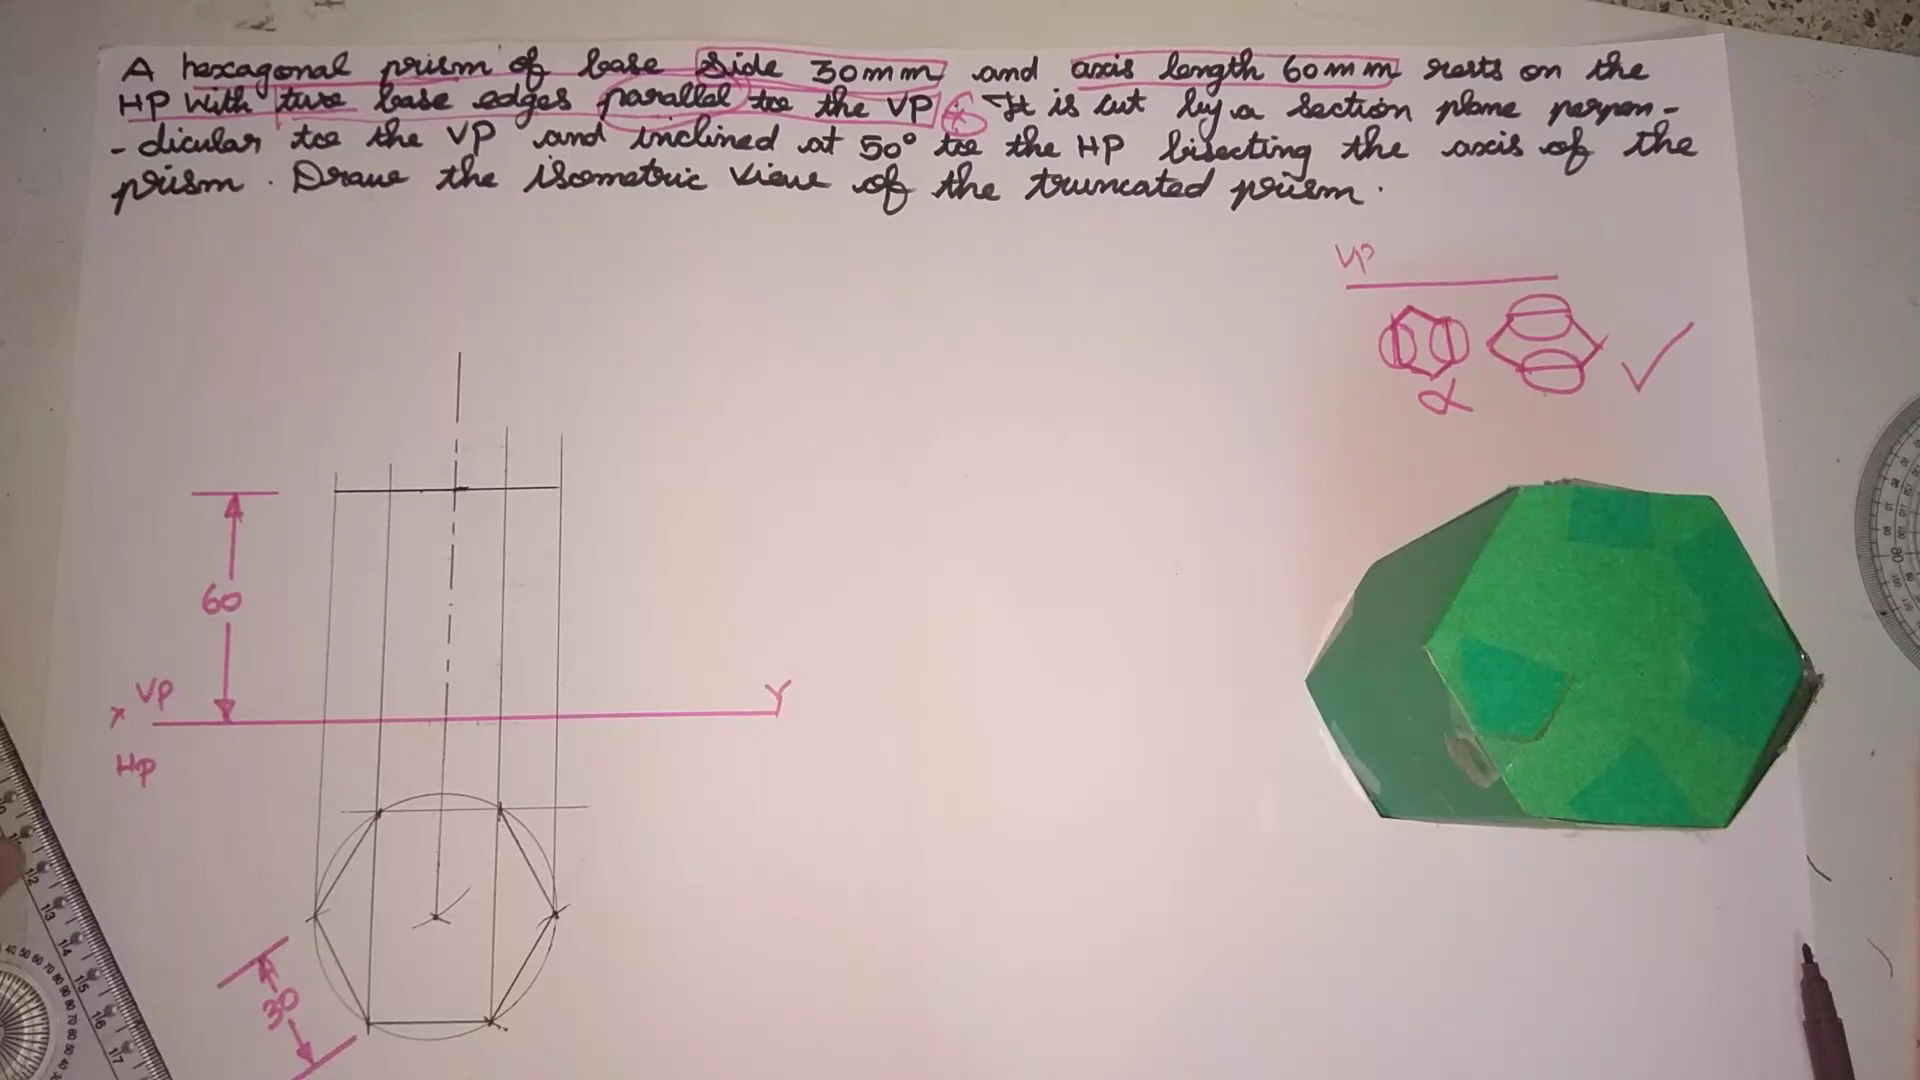 A hexagonal prism of base side 30mm and axis length 60mm rests on the
HP with two base edges parallel to the VP. It is cut by a section plane perpen-
-dicular to the VP and inclined at 50° to the HP bisecting the axis of the
prism. Draw the isometric view of the truncated prism.
VP
60
VP
X Y
HP
30